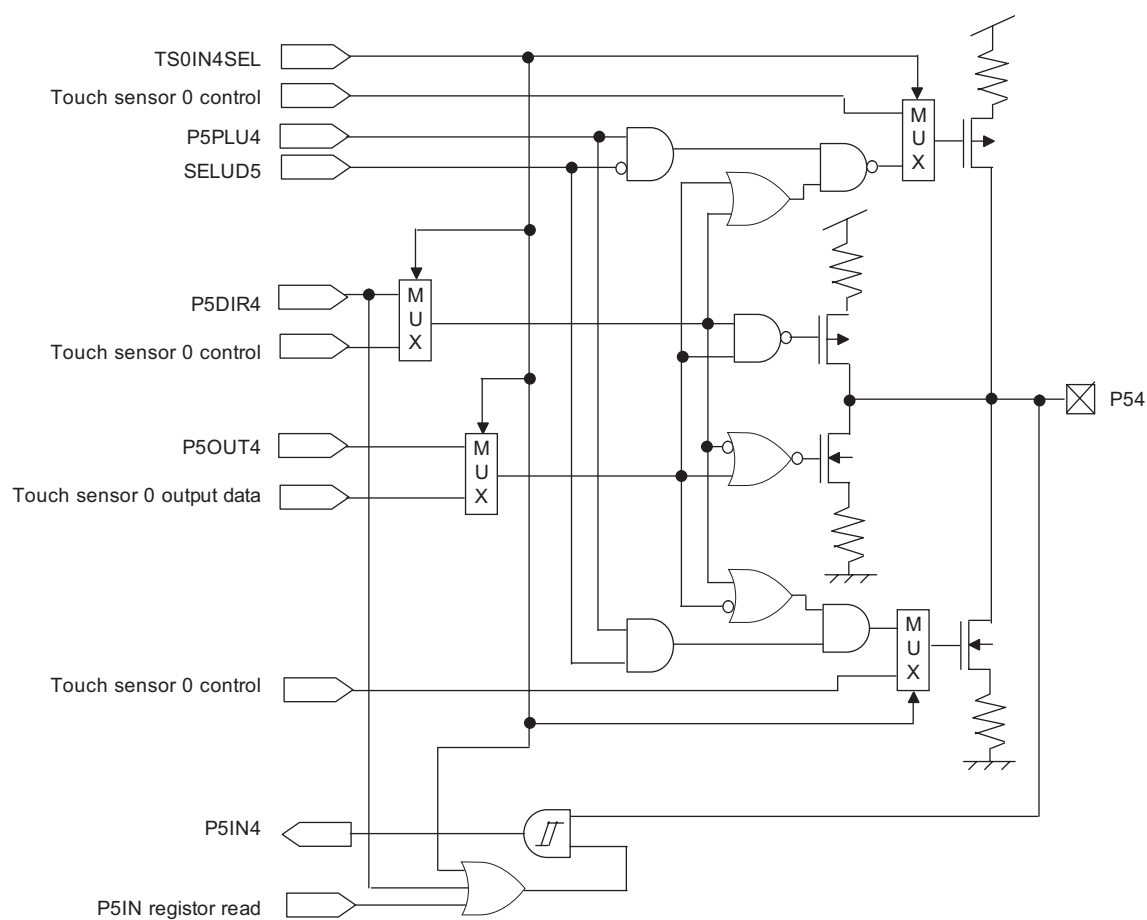 TS0IN4SEL
Touch sensor 0 control
P5PLU4
SELUD5
M
U
X
P5DIR4
M
U
X
Touch sensor 0 control
P54
P5OUT4
M
U
X
Touch sensor 0 output data
M
U
X
Touch sensor 0 control
P5IN4
P5IN registor read